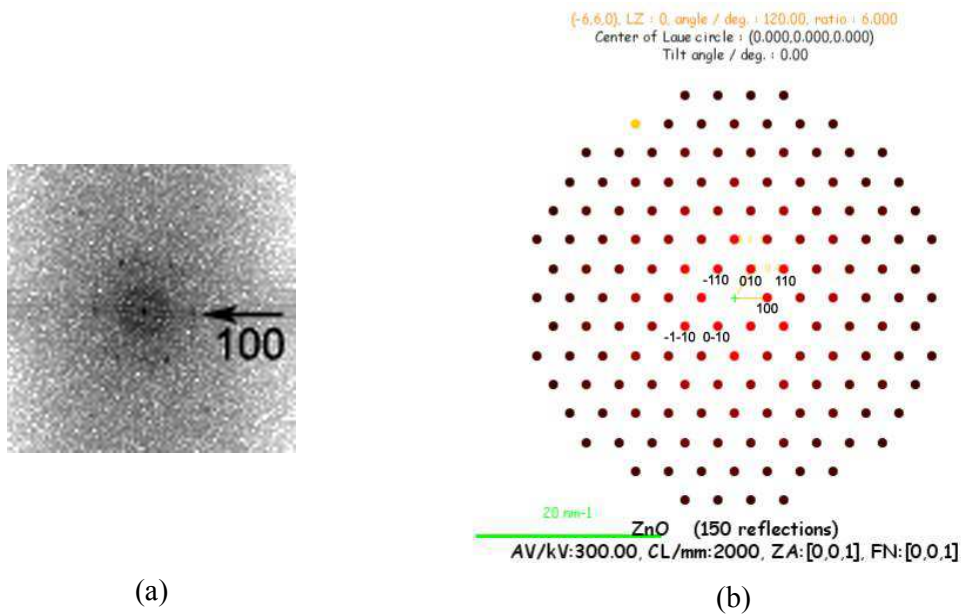 (-6,6,0), LZ : 0, angle / deg. : 120.00, ratio : 6.000
Center of Laue circle : (0.000,0.000,0.000)
Tilt angle / deg. : 0.00
100
-110 010 110
100
-1-10 0-10
20 nm-1
ZnO (150 reflections)
AV/kV:300.00, CL/mm:2000, ZA:[0,0,1], FN:[0,0,1]
(a)
(b)